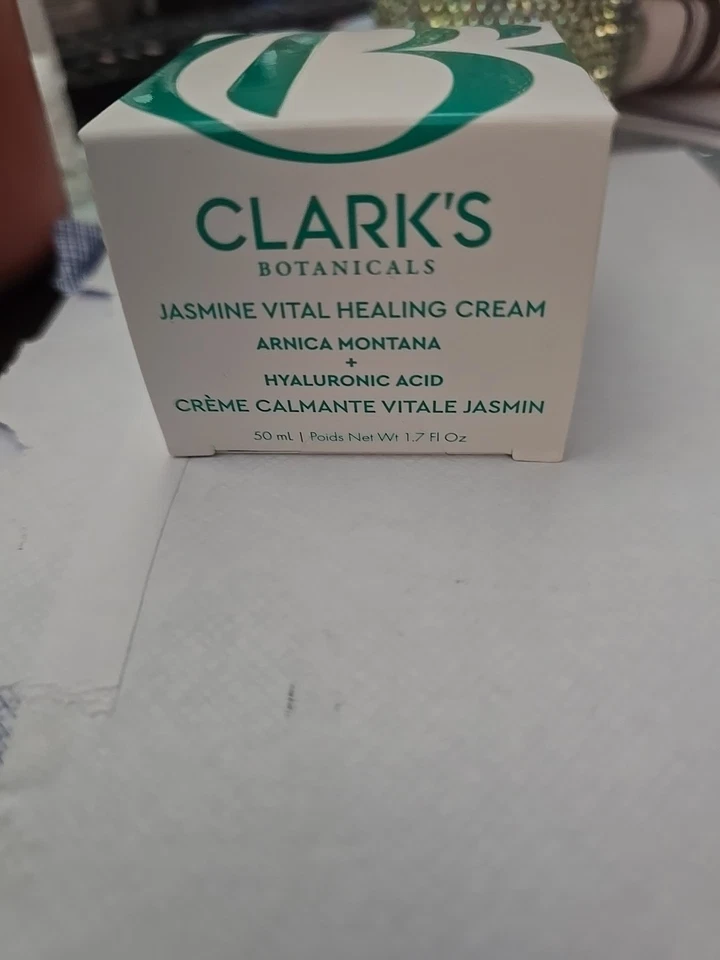 CLARK'S
BOTANICALS
JASMINE VITAL HEALING CREAM
ARNICA MONTANA
+
HYALURONIC ACID
CRÈME CALMANTE VITALE JASMIN
50 mL | Poids Net Wt 1.7 Fl Oz